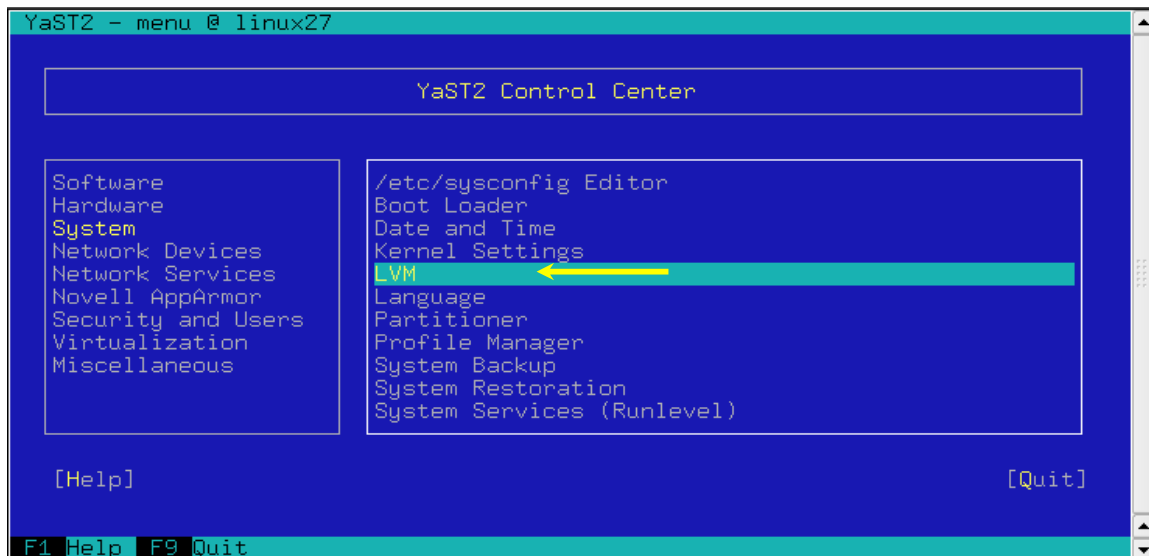 YaST2 - menu @ linux27
YaST2 Control Center
Software
Hardware
System
Network Devices
Network Services
Novell AppArmor
Security and Users
Virtualization
Miscellaneous
/etc/sysconfig Editor
Boot Loader
Date and Time
Kernel Settings
LVM
Language
Partitioner
Profile Manager
System Backup
System Restoration
System Services (Runlevel)
[Help] [Quit]
F1 Help F9 Quit